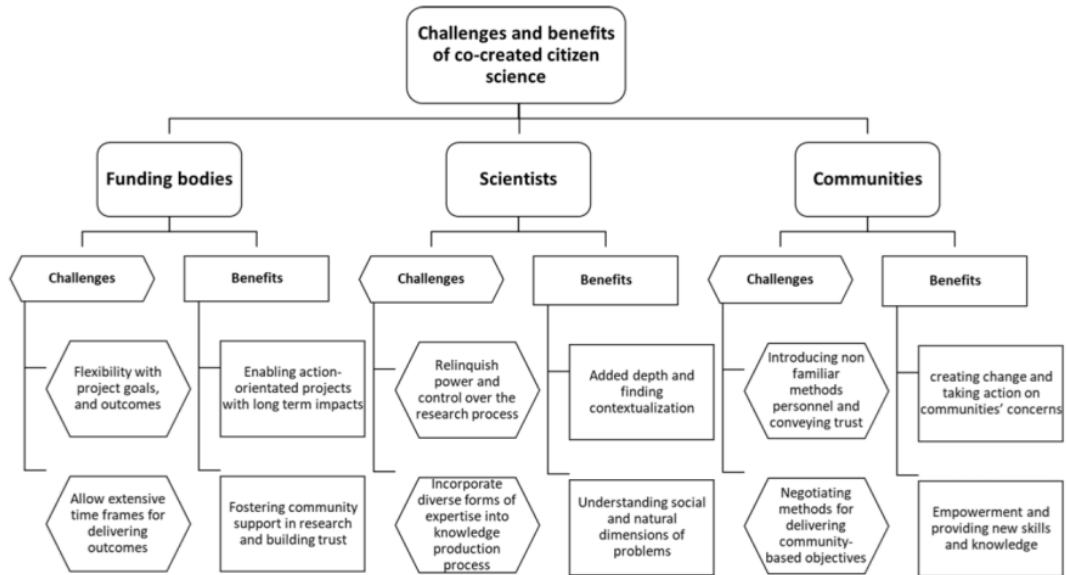 Challenges and benefits
of co-created citizen
science
Funding bodies
Scientists
Communities
Challenges
Benefits
Challenges
Benefits
Challenges
Benefits
Flexibility with
project goals,
and outcomes
Enabling action-
orientated projects
with long term impacts
Relinquish
power and
control over the
research process
Added depth and
finding
contextualization
Introducing non
familiar
methods
personnel and
conveying trust
creating change and
taking action on
communities’ concerns
Allow extensive
time frames for
delivering
outcomes
Fostering community
support in research
and building trust
Incorporate
diverse forms of
expertise into
knowledge
production
process
Understanding social
and natural
dimensions of
problems
Negotiating
methods for
delivering
community-
based objectives
Empowerment and
providing new skills
and knowledge